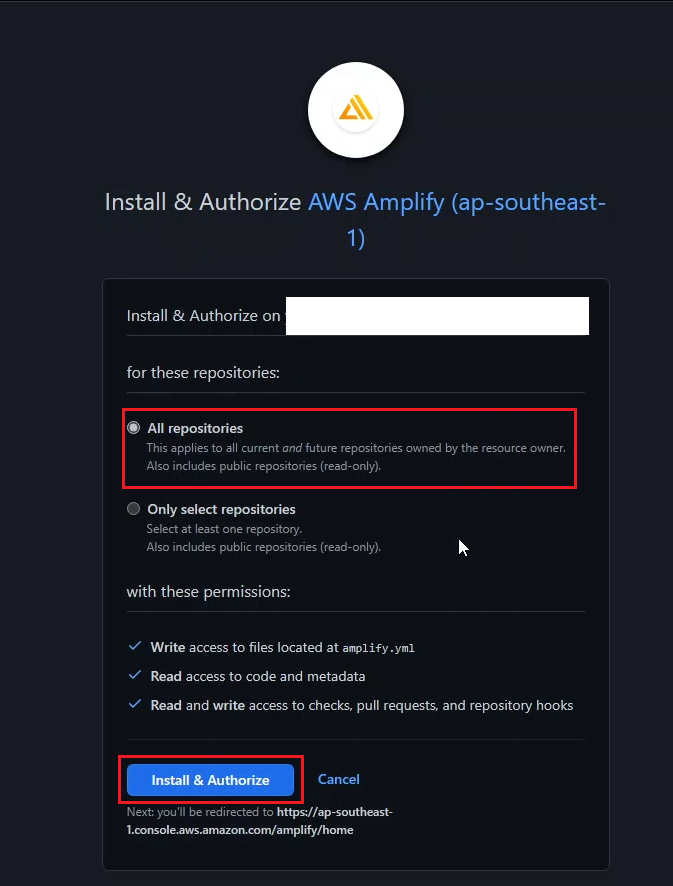 Install & Authorize AWS Amplify (ap-southeast-
1)
Install & Authorize on
for these repositories:
All repositories
This applies to all current and future repositories owned by the resource owner.
Also includes public repositories (read-only).
Only select repositories
Select at least one repository.
Also includes public repositories (read-only).
with these permissions:
Write access to files located at amplify.yml
Read access to code and metadata
Read and write access to checks, pull requests, and repository hooks
Install & Authorize Cancel
Next: you'll be redirected to https://ap-southeast-
1.console.aws.amazon.com/amplify/home